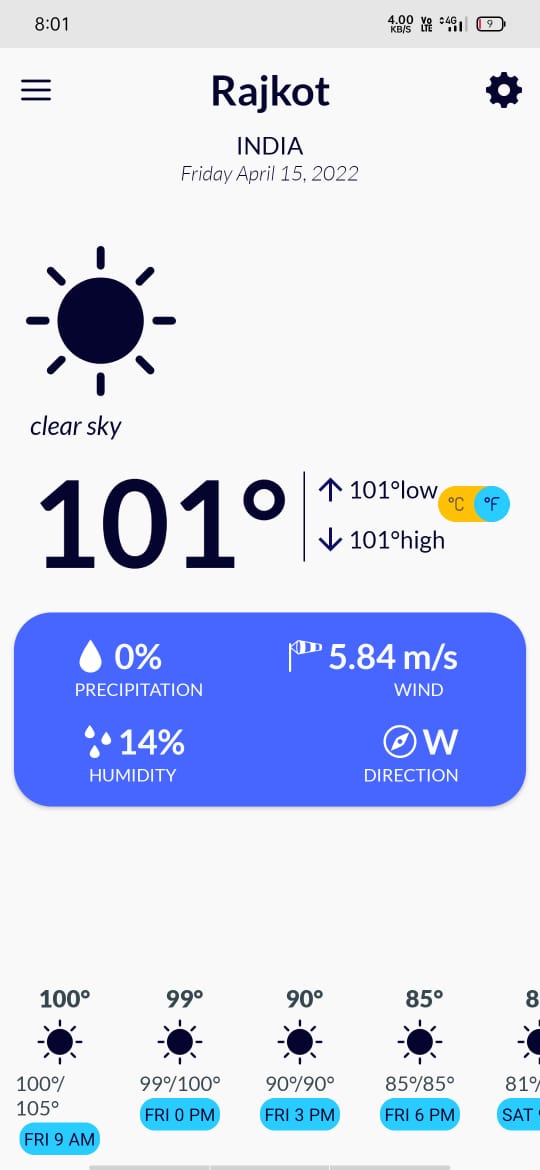 8:01
4.00 KB/S Vo LTE 4G 9
Rajkot
INDIA
Friday April 15, 2022
clear sky
101°
101°low
101°high
°C °F
0%
PRECIPITATION
5.84 m/s
WIND
14%
HUMIDITY
W
DIRECTION
100° 99° 90° 85° 8
100°/
105°
99°/100° 90°/90° 85°/85° 81°/
FRI 9 AM FRI 0 PM FRI 3 PM FRI 6 PM SAT